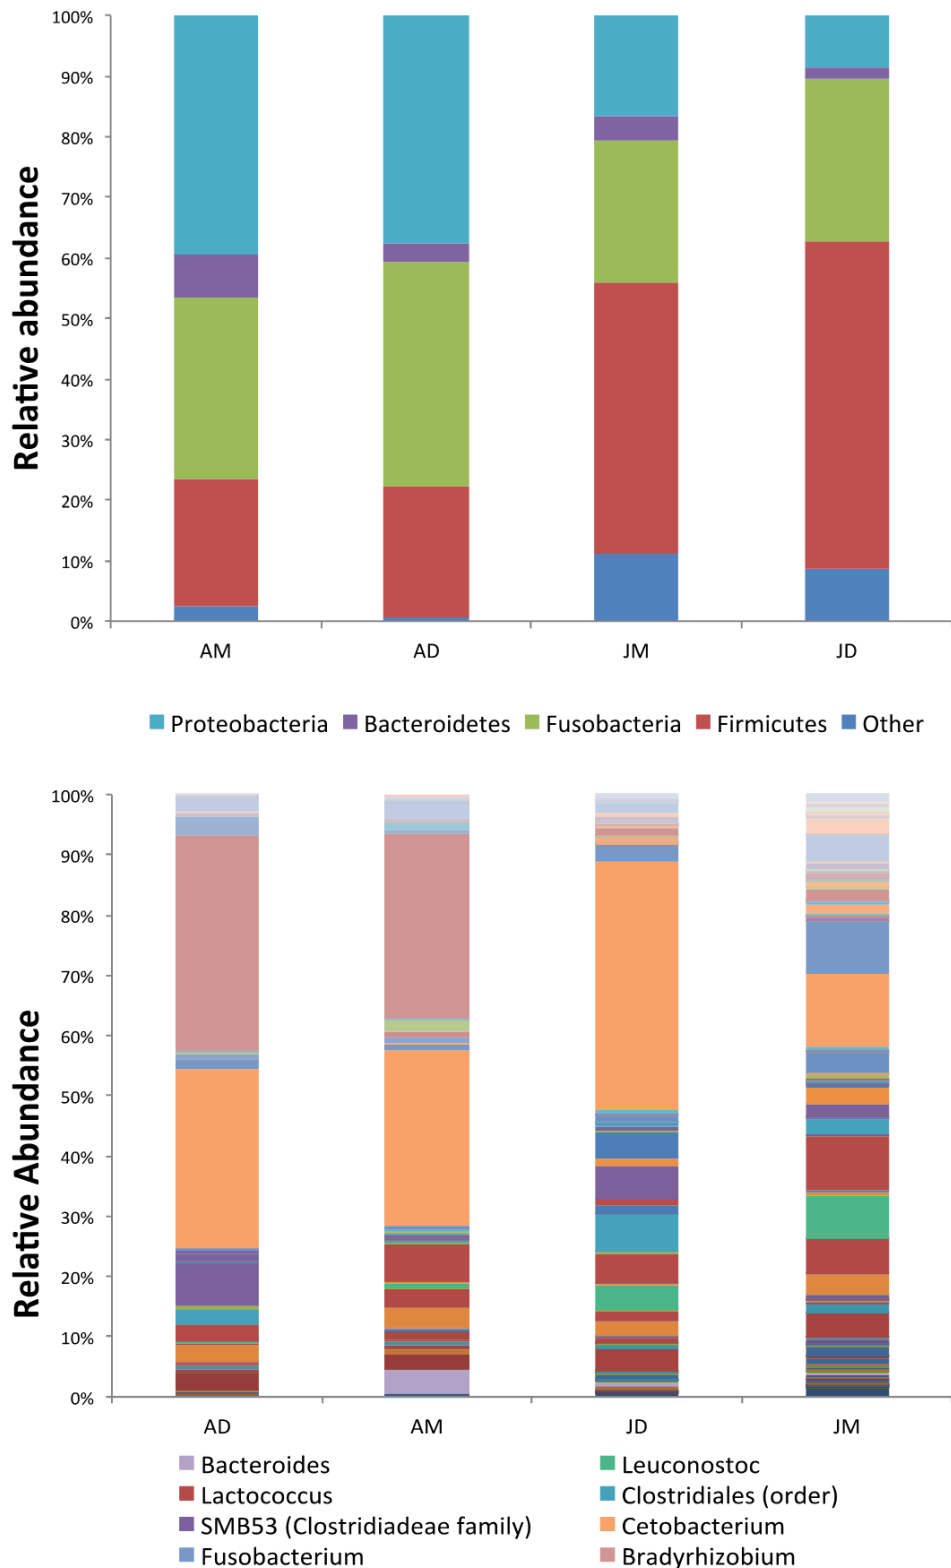 100%
90%
80%
70%
60%
50%
40%
30%
20%
10%
0%
Relative abundance
AM AD JM JD
Proteobacteria Bacteroidetes Fusobacteria Firmicutes Other
100%
90%
80%
70%
60%
50%
40%
30%
20%
10%
0%
Relative Abundance
AD AM JD JM
Bacteroides Leuconostoc
Lactococcus Clostridiales (order)
SMB53 (Clostridiadeae family) Cetobacterium
Fusobacterium Bradyrhizobium